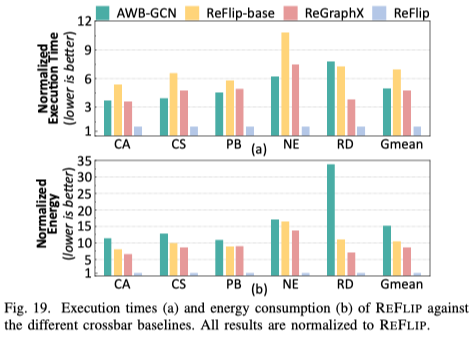 AWB-GCN ReFlip-base ReGraphX ReFlip
Normalized
Execution Time
(lower is better)
12
9
6
3
1
CA CS PB NE RD Gmean
(a)
Normalized
Energy
(lower is better)
35
30
25
20
15
10
5
1
CA CS PB NE RD Gmean
(b)
Fig. 19. Execution times (a) and energy consumption (b) of REFLIP against
the different crossbar baselines. All results are normalized to REFLIP.